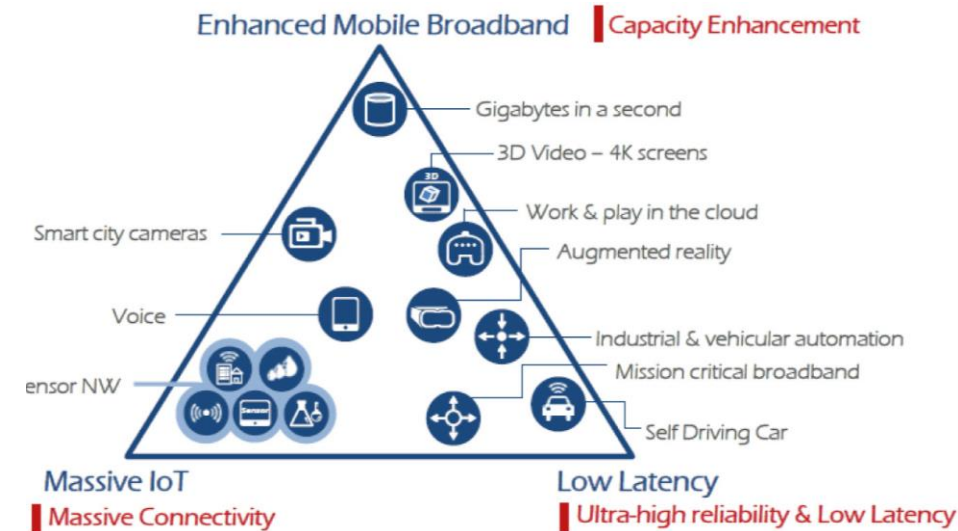 Enhanced Mobile Broadband
Capacity Enhancement
Gigabytes in a second
3D Video – 4K screens
3D
Work & play in the cloud
Smart city cameras
Augmented reality
Voice
Industrial & vehicular automation
Mission critical broadband
ensor NW
Sensor
Self Driving Car
Massive IoT
Low Latency
Massive Connectivity
Ultra-high reliability & Low Latency